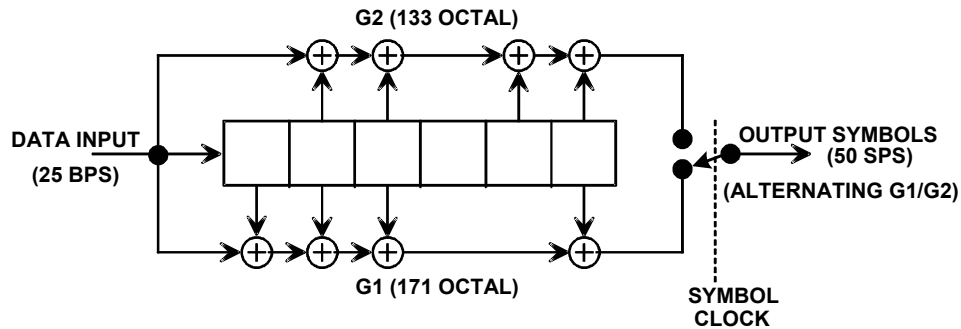 G2 (133 OCTAL)
DATA INPUT
(25 BPS)
OUTPUT SYMBOLS
(50 SPS)
(ALTERNATING G1/G2)
G1 (171 OCTAL)
SYMBOL
CLOCK